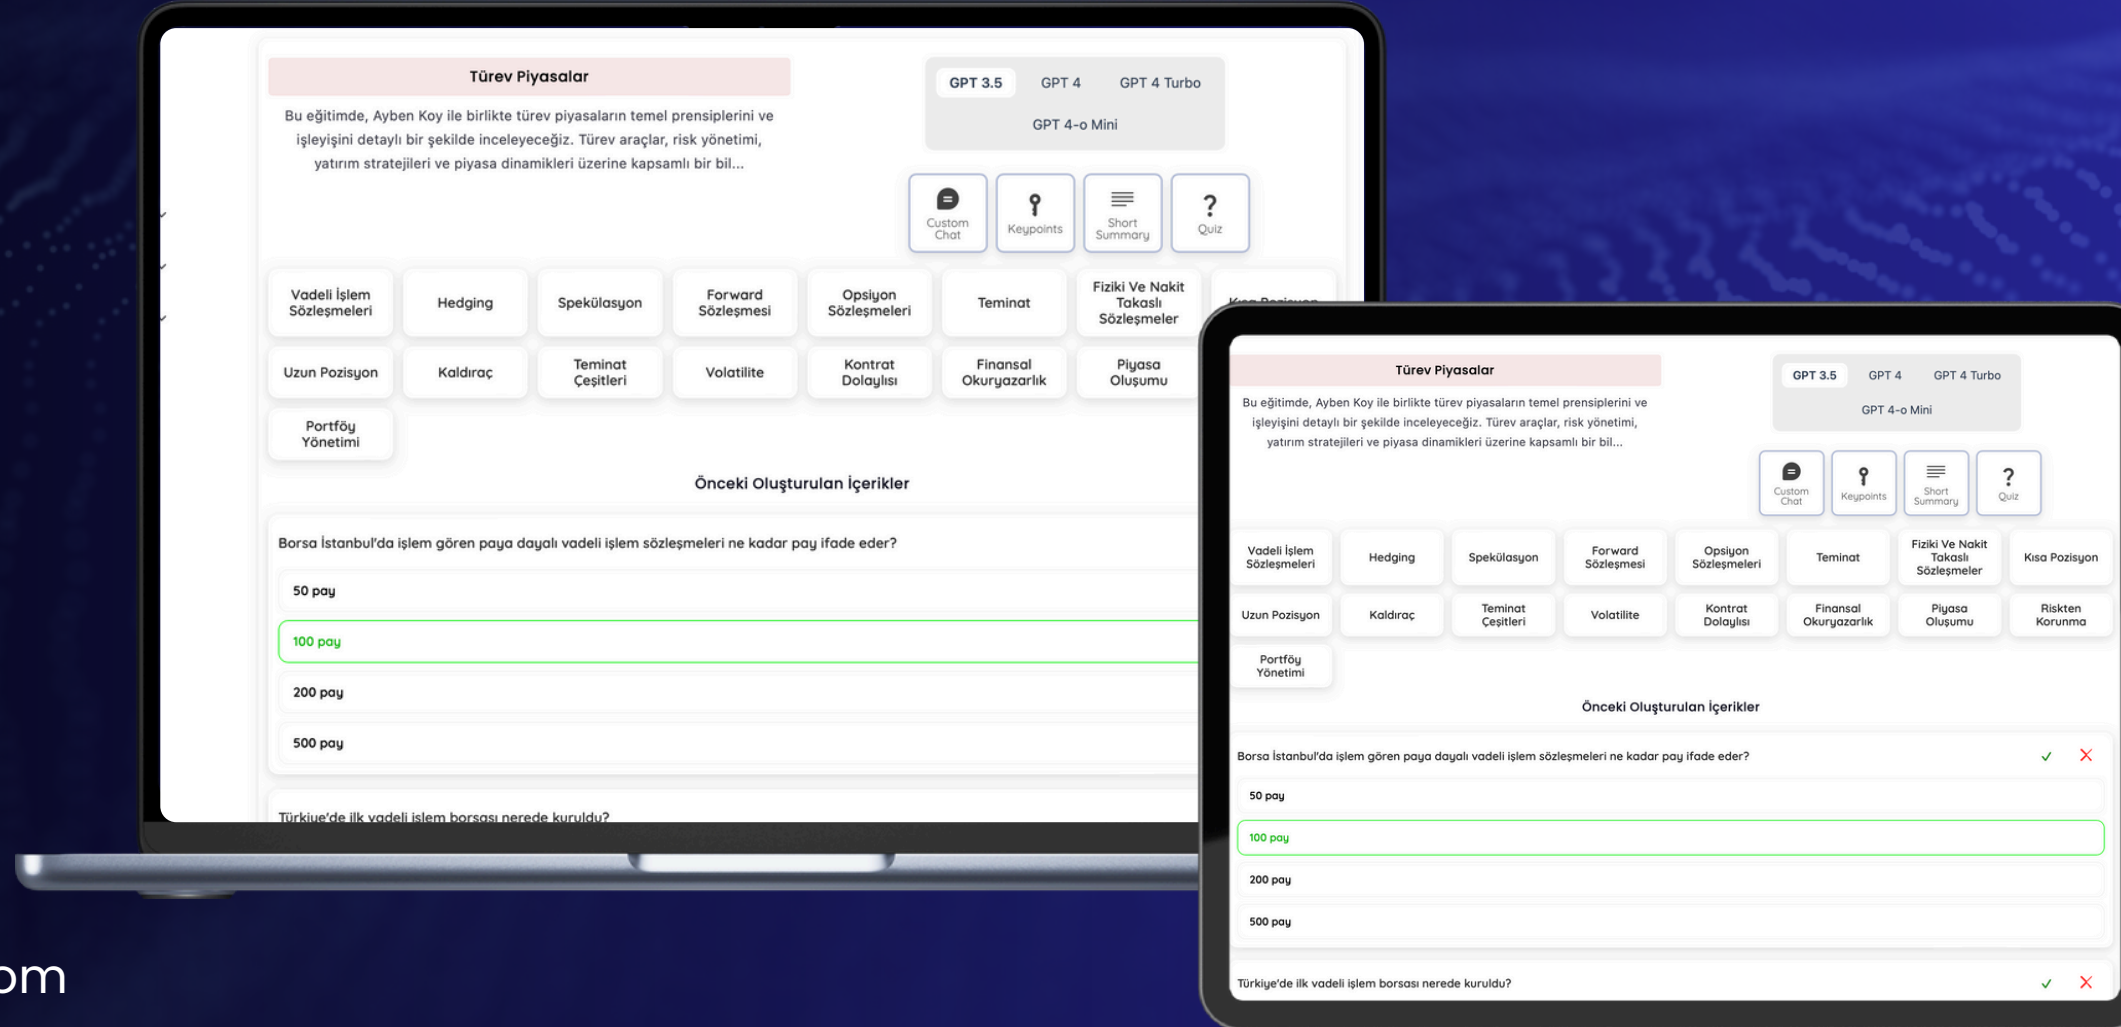 Türev Piyasalar
Bu eğitimde, Ayben Koy ile birlikte türev piyasaların temel prensiplerini ve
işleyişini detaylı bir şekilde inceleyeceğiz. Türev araçlar, risk yönetimi,
yatırım stratejileri ve piyasa dinamikleri üzerine kapsamlı bir bil...
GPT 3.5 GPT 4 GPT 4 Turbo
GPT 4-o Mini
Custom
Chat
Keypoints
Short
Summary
Quiz
Vadeli İşlem
Sözleşmeleri
Hedging
Spekülasyon
Forward
Sözleşmesi
Opsiyon
Sözleşmeleri
Teminat
Fiziki Ve Nakit
Takaslı
Sözleşmeler
Kısa Pozisyon
Uzun Pozisyon
Kaldıraç
Teminat
Çeşitleri
Volatilite
Kontrat
Dolaylısı
Finansal
Okuryazarlık
Piyasa
Oluşumu
Portföy
Yönetimi
Önceki Oluşturulan İçerikler
Borsa İstanbul'da işlem gören paya dayalı vadeli işlem sözleşmeleri ne kadar pay ifade eder?
50 pay
100 pay
200 pay
500 pay
Türkiye'de ilk vadeli işlem borsası nerede kuruldu?
Türev Piyasalar
Bu eğitimde, Ayben Koy ile birlikte türev piyasaların temel prensiplerini ve
işleyişini detaylı bir şekilde inceleyeceğiz. Türev araçlar, risk yönetimi,
yatırım stratejileri ve piyasa dinamikleri üzerine kapsamlı bir bil...
GPT 3.5 GPT 4 GPT 4 Turbo
GPT 4-o Mini
Custom
Chat
Keypoints
Short
Summary
Quiz
Vadeli İşlem
Sözleşmeleri
Hedging
Spekülasyon
Forward
Sözleşmesi
Opsiyon
Sözleşmeleri
Teminat
Fiziki Ve Nakit
Takaslı
Sözleşmeler
Kısa Pozisyon
Uzun Pozisyon
Kaldıraç
Teminat
Çeşitleri
Volatilite
Kontrat
Dolaylısı
Finansal
Okuryazarlık
Piyasa
Oluşumu
Riskten
Korunma
Portföy
Yönetimi
Önceki Oluşturulan İçerikler
Borsa İstanbul'da işlem gören paya dayalı vadeli işlem sözleşmeleri ne kadar pay ifade eder?
50 pay
100 pay
200 pay
500 pay
Türkiye'de ilk vadeli işlem borsası nerede kuruldu?
om